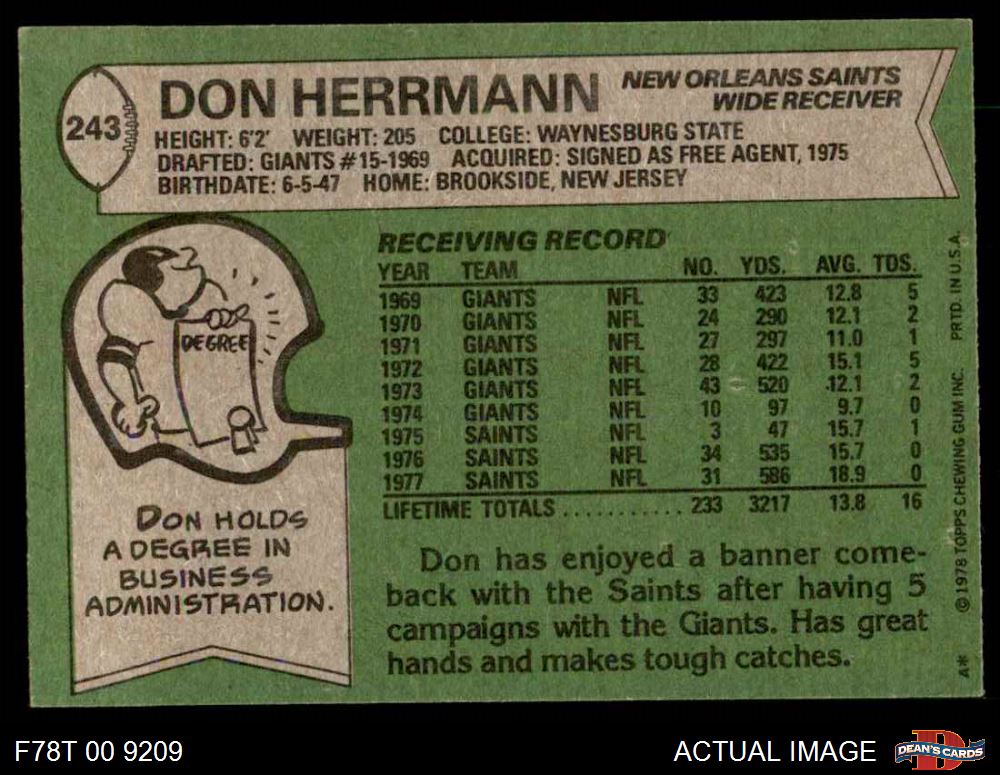 243
DON HERRMANN
NEW ORLEANS SAINTS
WIDE RECEIVER
HEIGHT: 6'2' WEIGHT: 205 COLLEGE: WAYNESBURG STATE
DRAFTED: GIANTS #15-1969 ACQUIRED: SIGNED AS FREE AGENT, 1975
BIRTHDATE: 6-5-47 HOME: BROOKSIDE, NEW JERSEY
DEGREE
DON HOLDS
A DEGREE IN
BUSINESS
ADMINISTRATION.
RECEIVING RECORD
YEAR TEAM NO. YDS. AVG. TDS.
1969 GIANTS NFL 33 423 12.8 5
1970 GIANTS NFL 24 290 12.1 2
1971 GIANTS NFL 27 297 11.0 1
1972 GIANTS NFL 28 422 15.1 5
1973 GIANTS NFL 43 520 12.1 2
1974 GIANTS NFL 10 97 9.7 0
1975 SAINTS NFL 3 47 15.7 1
1976 SAINTS NFL 34 535 15.7 0
1977 SAINTS NFL 31 586 18.9 0
LIFETIME TOTALS ............ 233 3217 13.8 16
Don has enjoyed a banner come-
back with the Saints after having 5
campaigns with the Giants. Has great
hands and makes tough catches.
A* © 1978 TOPPS CHEWING GUM INC. PRTD. IN U.S.A.
F78T 00 9209
ACTUAL IMAGE
D
DEAN'S CARDS